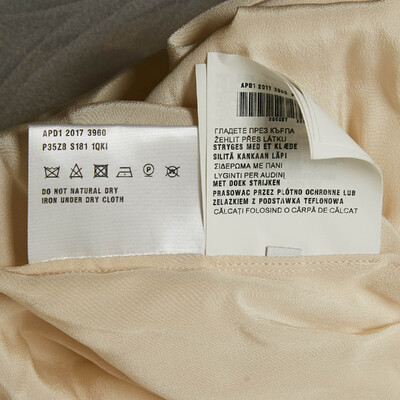 APD1 2017 3960
P35Z8 S181 1QKI
DO NOT NATURAL DRY
IRON UNDER DRY CLOTH
APD1 2017 3960
ГЛАДЕТЕ ПРЕЗ КЪРПА
ŽEHLIT PŘES LÁTKU
STRYGES MED ET KLÆDE
SILITÄ KANKAAN LÄPI
ΣΙΔΕΡΩΜΑ ΜΕ ΠΑΝΙ
LYGINTI PER AUDINĮ
MET DOEK STRIJKEN
PRASOWAĆ PRZEZ PŁÓTNO OCHRONNE LUB
ŻELAZKIEM Z PODSTAWKĄ TEFLONOWĄ
CĂLCAȚI FOLOSIND O CÂRPĂ DE CĂLCAT